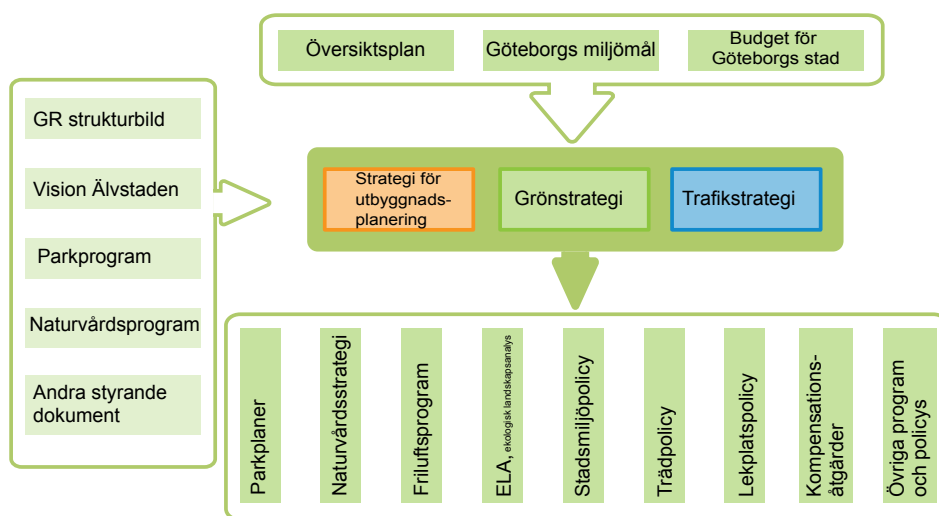 Översiktsplan
Göteborgs miljömål
Budget för
Göteborgs stad
GR strukturbild
Vision Älvstaden
Parkprogram
Naturvårdsprogram
Andra styrande
dokument
Strategi för
utbyggnads-
planering
Grönstrategi
Trafikstrategi
Parkplaner
Naturvårdsstrategi
Friluftsprogram
ELA, ekologisk landskapsanalys
Stadsmiljöpolicy
Trädpolicy
Lekplatspolicy
Kompensations-
åtgärder
Övriga program
och policys